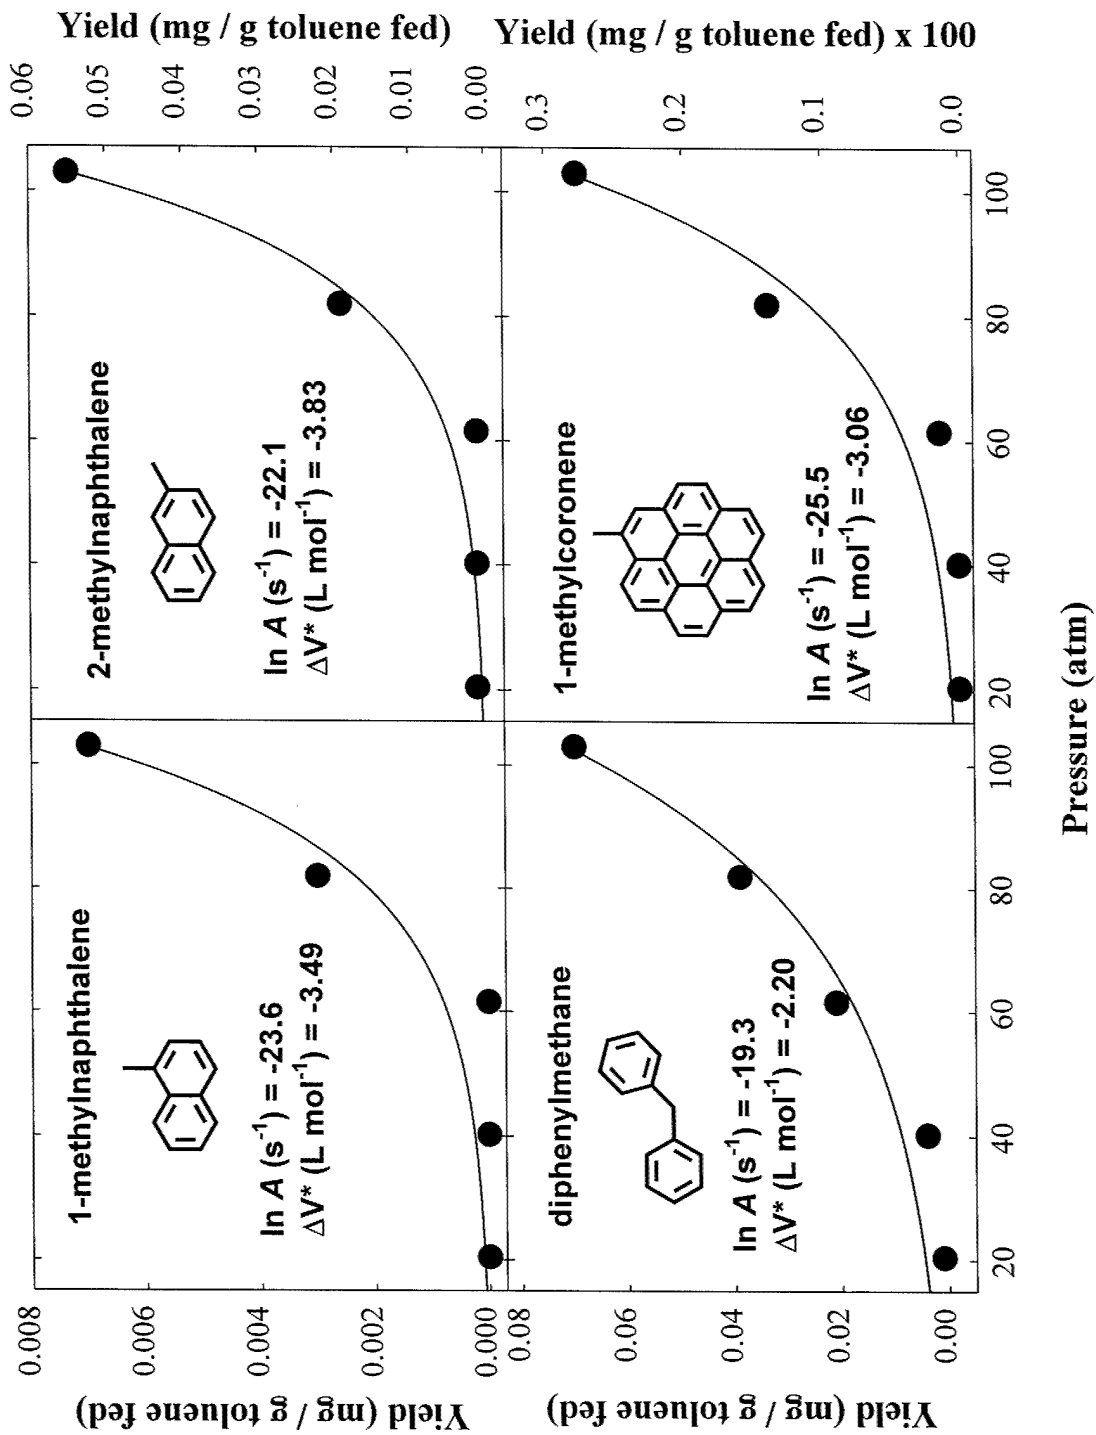 1-methylnaphthalene
ln A (s⁻¹) = -23.6
ΔV* (L mol⁻¹) = -3.49
2-methylnaphthalene
ln A (s⁻¹) = -22.1
ΔV* (L mol⁻¹) = -3.83
diphenylmethane
ln A (s⁻¹) = -19.3
ΔV* (L mol⁻¹) = -2.20
1-methylcoronene
ln A (s⁻¹) = -25.5
ΔV* (L mol⁻¹) = -3.06
Yield (mg / g toluene fed)
0.008
0.006
0.004
0.002
0.000
Yield (mg / g toluene fed)
0.08
0.06
0.04
0.02
0.00
Yield (mg / g toluene fed)
0.06
0.05
0.04
0.03
0.02
0.01
0.00
Yield (mg / g toluene fed) x 100
0.3
0.2
0.1
0.0
20 40 60 80 100 20 40 60 80 100
Pressure (atm)